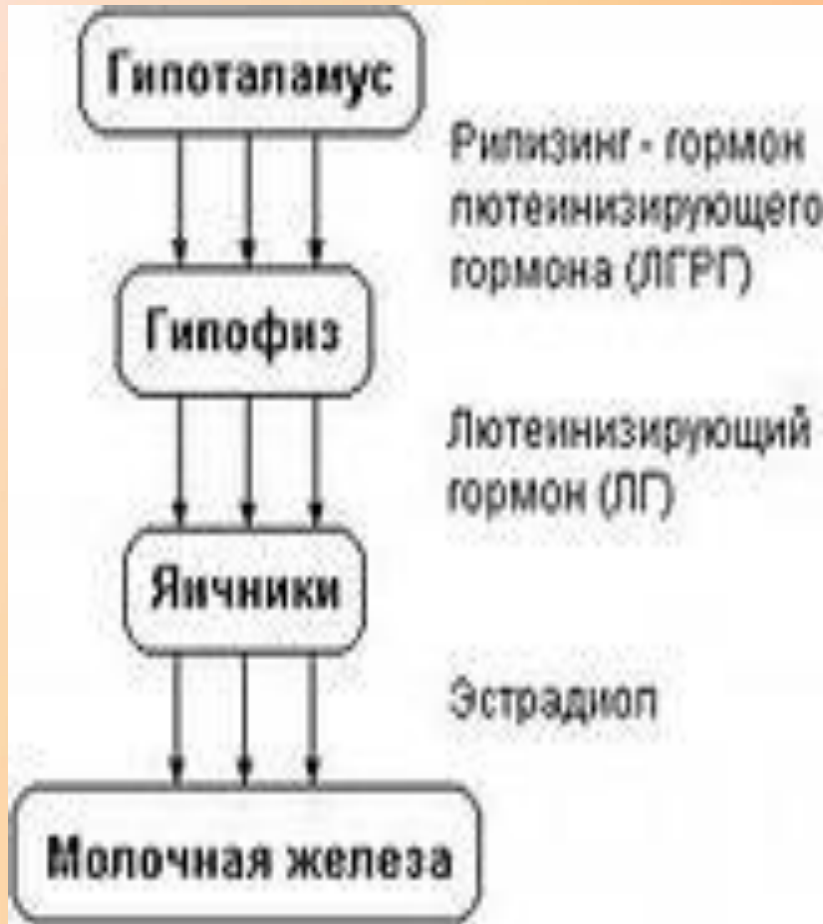 Гипоталамус
Рилизинг - гормон
лютеинизирующего
гормона (ЛГРГ)
Гипофиз
Лютеинизирующий
гормон (ЛГ)
Яичники
Эстрадиол
Молочная железа